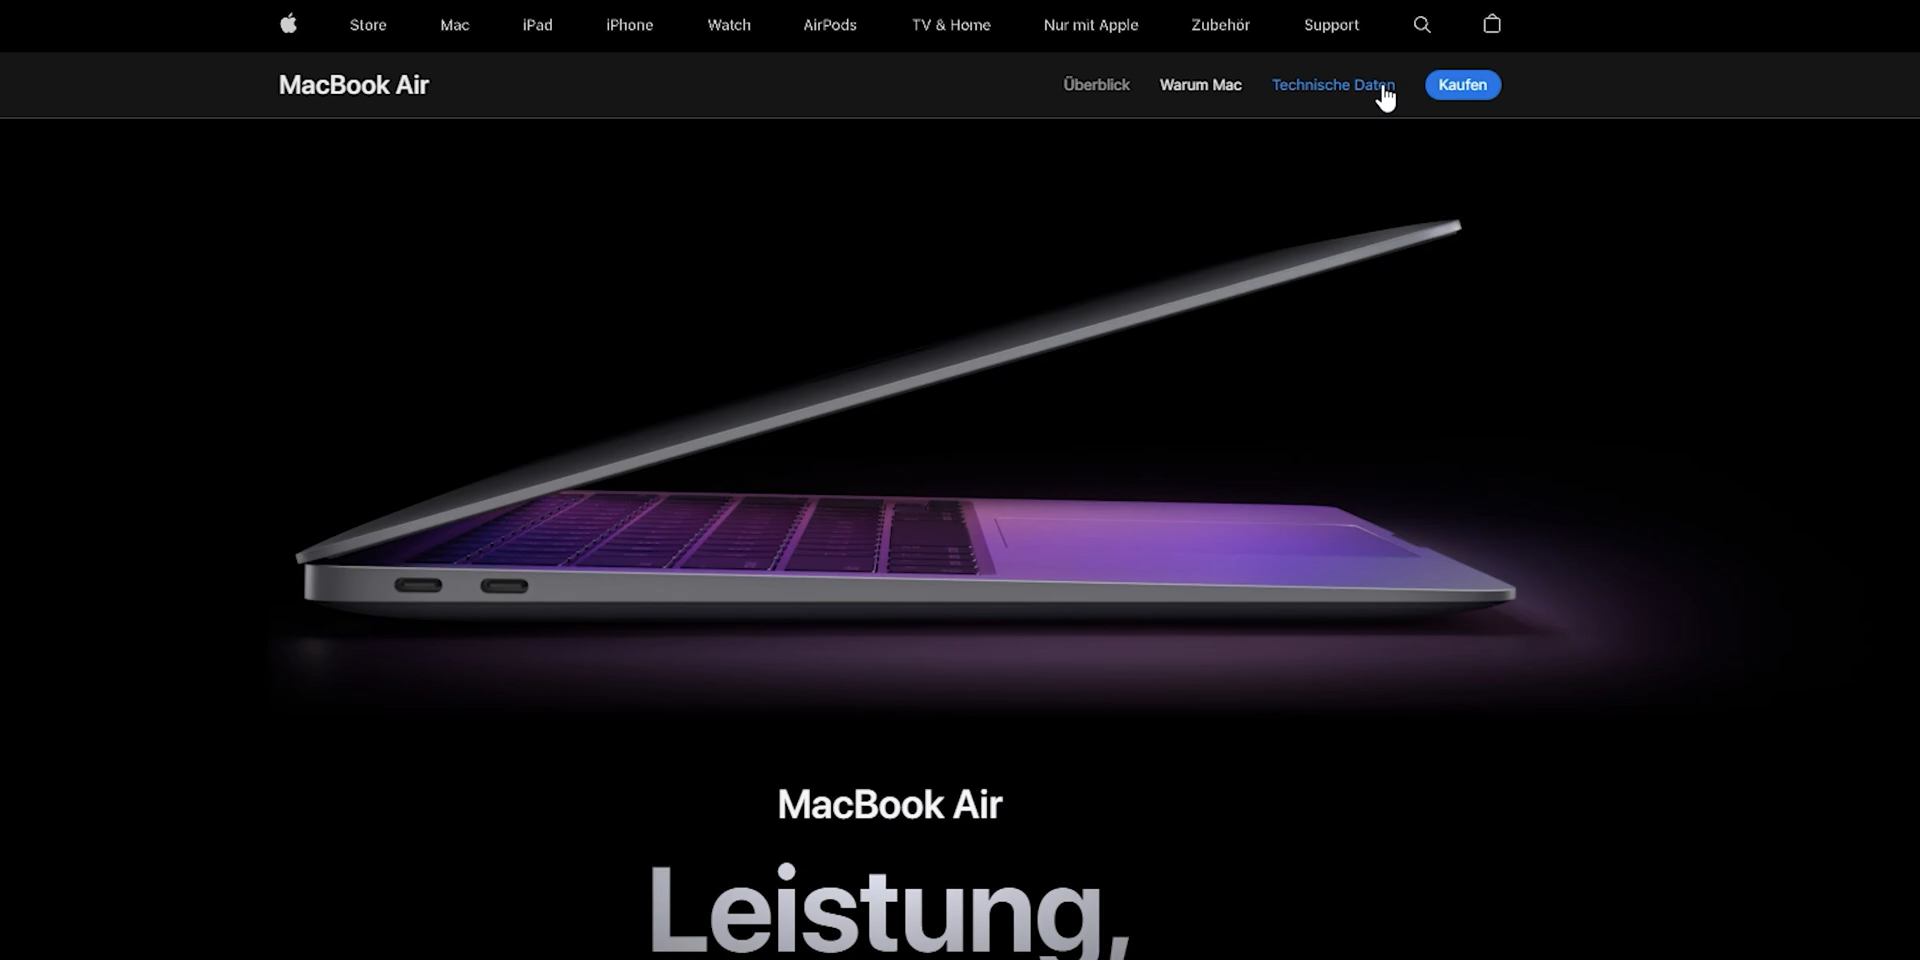 Store Mac iPad iPhone Watch AirPods TV & Home Nur mit Apple Zubehör Support
MacBook Air Überblick Warum Mac Technische Daten Kaufen
MacBook Air
Leistung,